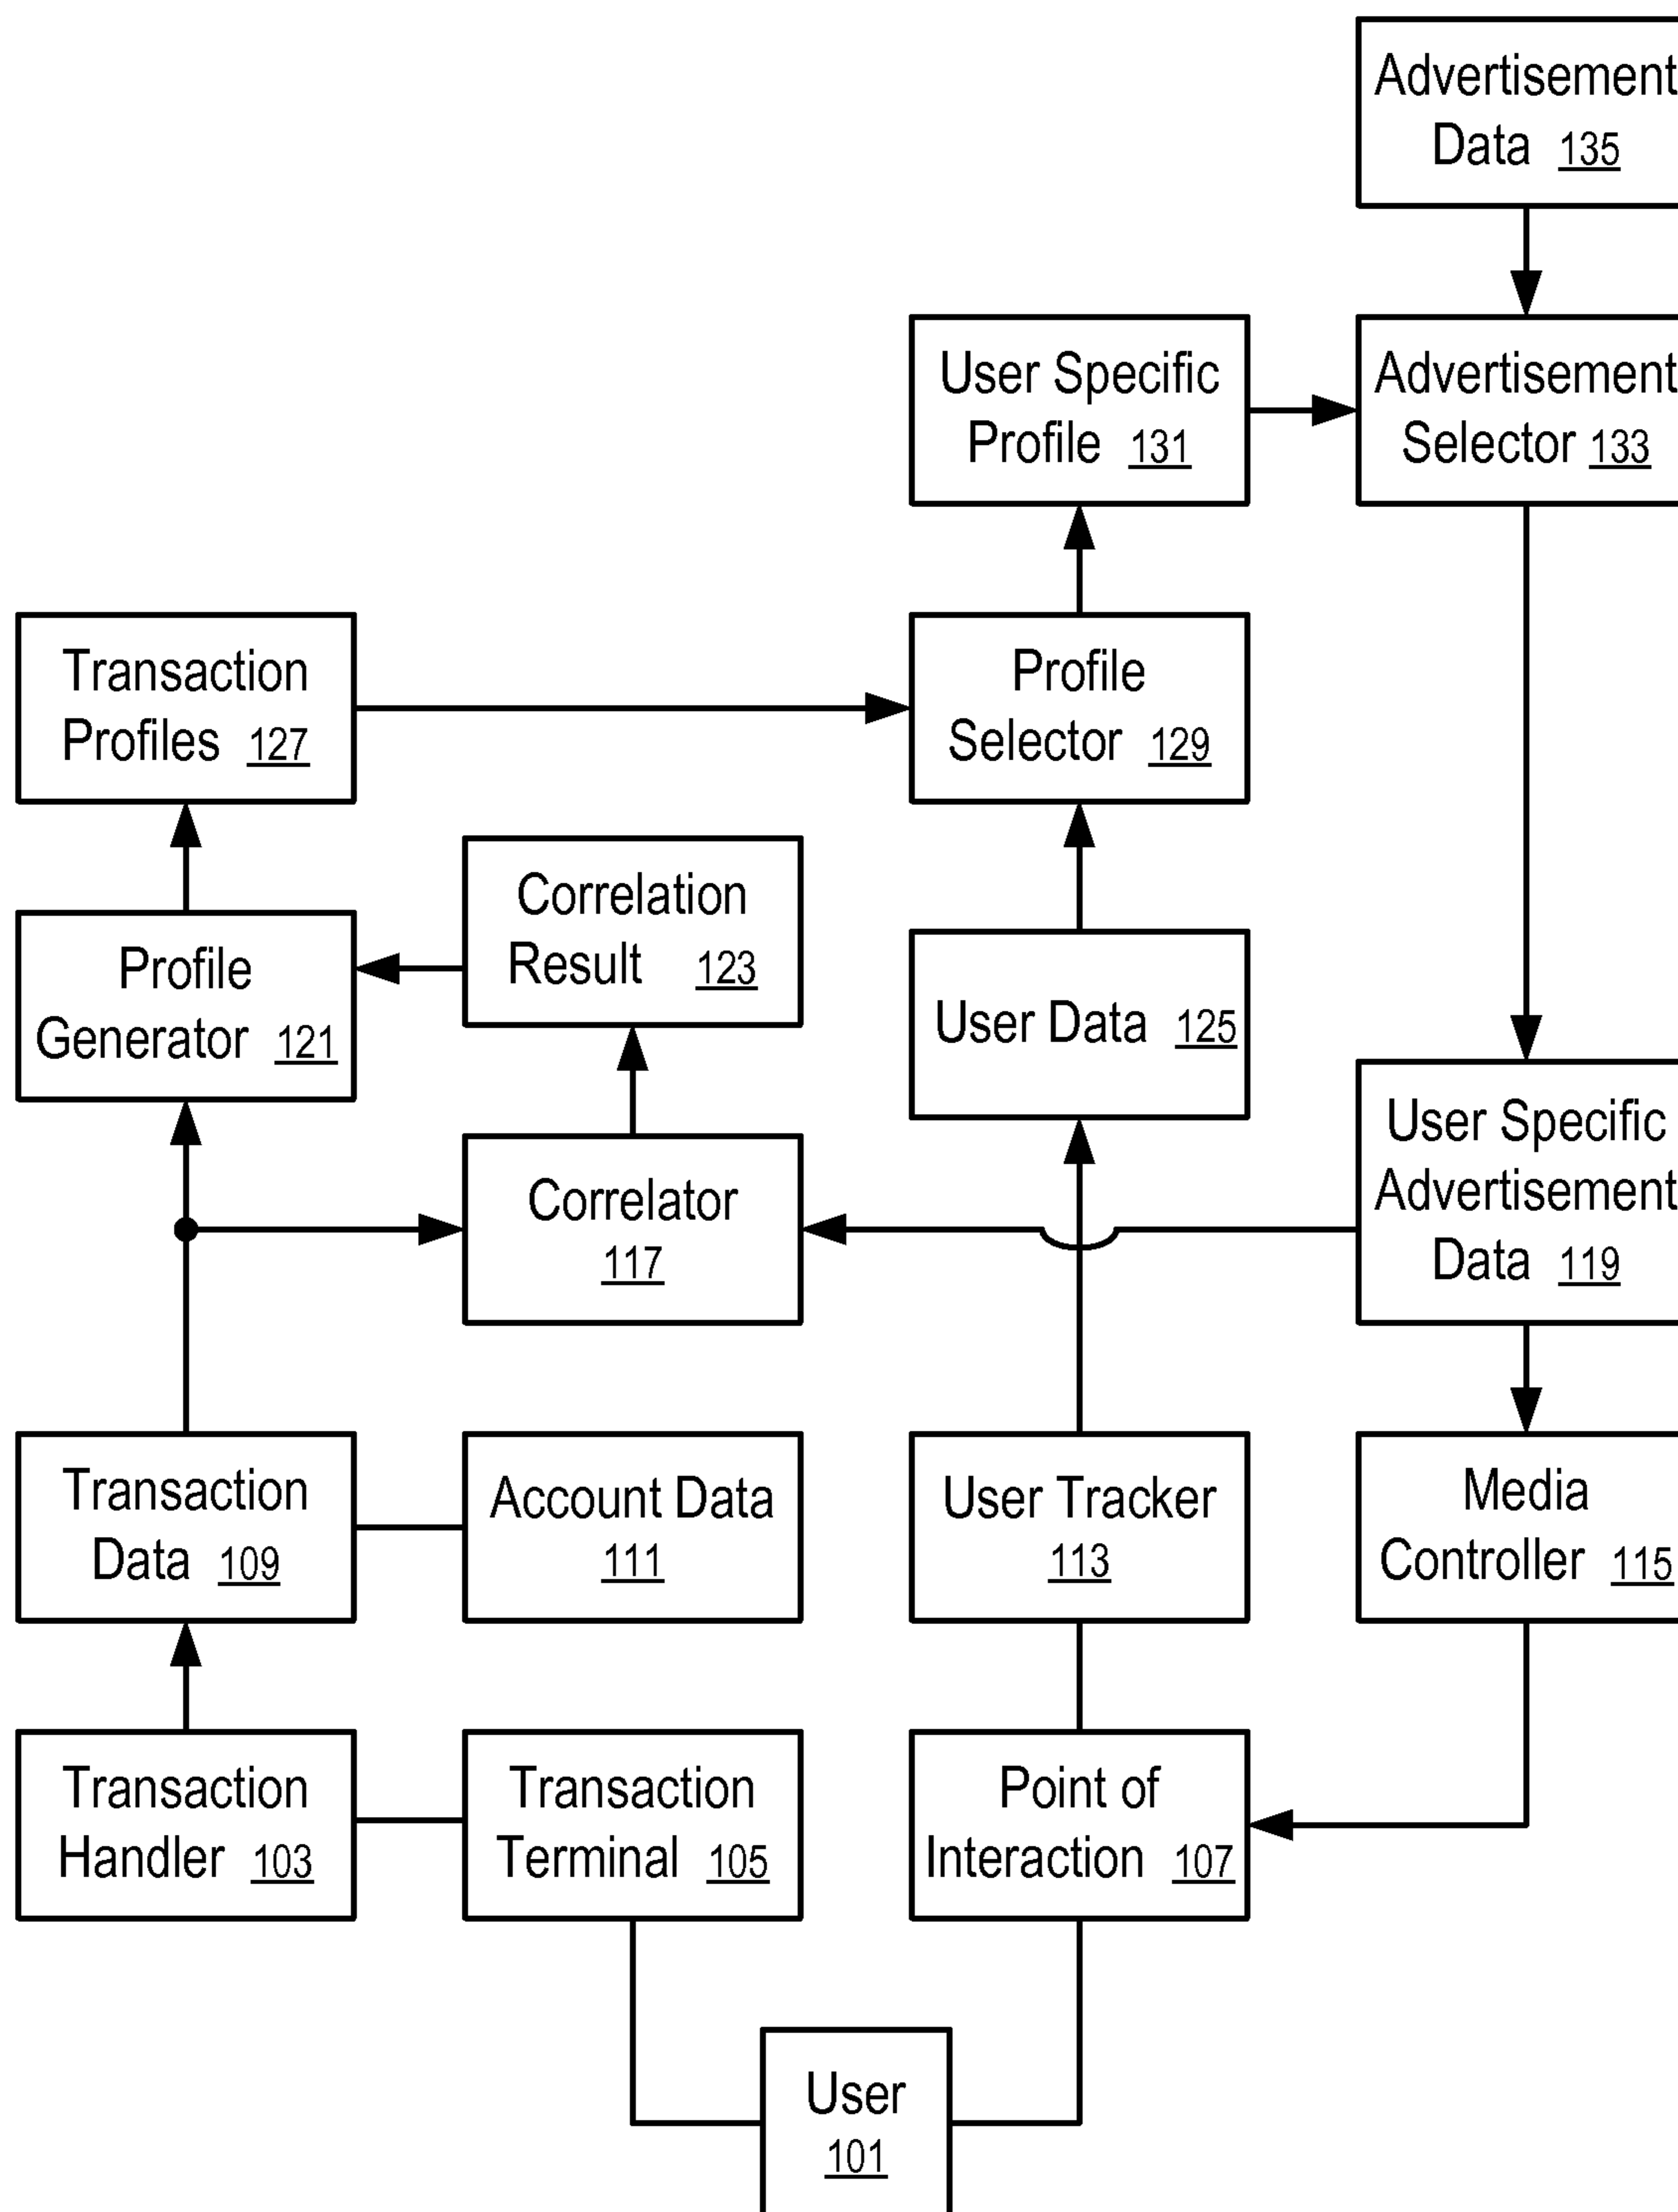 Advertisement
Data 135
User Specific
Profile 131
Advertisement
Selector 133
Transaction
Profiles 127
Profile
Selector 129
Correlation
Result 123
Profile
Generator 121
User Data 125
User Specific
Advertisement
Data 119
Correlator
117
Transaction
Data 109
Account Data
111
User Tracker
113
Media
Controller 115
Transaction
Handler 103
Transaction
Terminal 105
Point of
Interaction 107
User
101